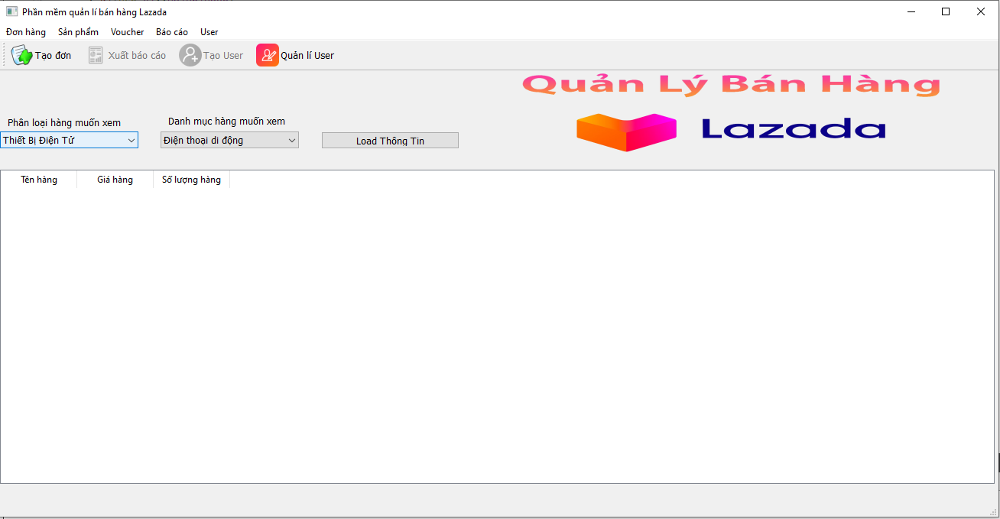 Phần mềm quản lí bán hàng Lazada
Đơn hàng Sản phẩm Voucher Báo cáo User
Tạo đơn Xuất báo cáo Tạo User Quản lí User
Quản Lý Bán Hàng
Lazada
Phân loại hàng muốn xem Danh mục hàng muốn xem
Thiết Bị Điện Tử Điện thoại di động Load Thông Tin
Tên hàng Giá hàng Số lượng hàng